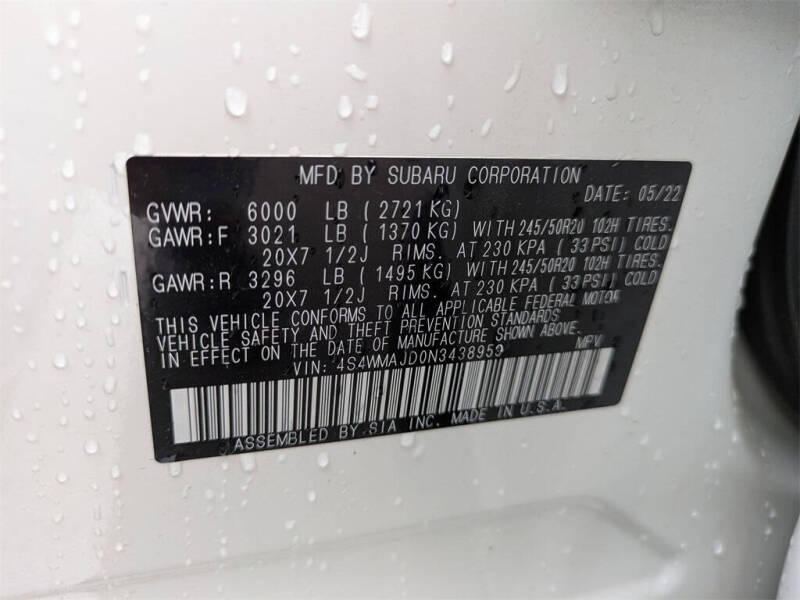 MFD BY SUBARU CORPORATION
DATE: 05/22
GVWR: 6000 LB ( 2721 KG)
GAWR:F 3021 LB ( 1370 KG) WITH 245/50R20 102H TIRES.
20X7 1/2J RIMS. AT 230 KPA ( 33 PSI) COLD
GAWR:R 3296 LB ( 1495 KG) WITH 245/50R20 102H TIRES.
20X7 1/2J RIMS. AT 230 KPA ( 33 PSI) COLD
THIS VEHICLE CONFORMS TO ALL APPLICABLE FEDERAL MOTOR
VEHICLE SAFETY AND THEFT PREVENTION STANDARDS
EFFECT ON THE DATE OF MANUFACTURE SHOWN ABOVE.
VIN: 4S4WMAJD0N3438959 MPV
ASSEMBLED BY SIA INC. MADE IN U.S.A.